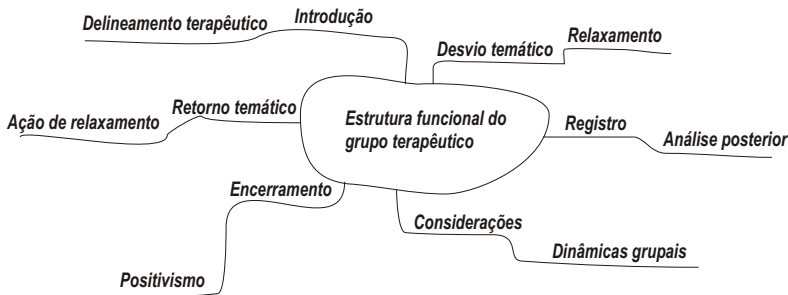 Introdução
Delineamento terapêutico
Desvio temático
Relaxamento
Retorno temático
Ação de relaxamento
Estrutura funcional do
grupo terapêutico
Registro
Análise posterior
Encerramento
Positivismo
Considerações
Dinâmicas grupais